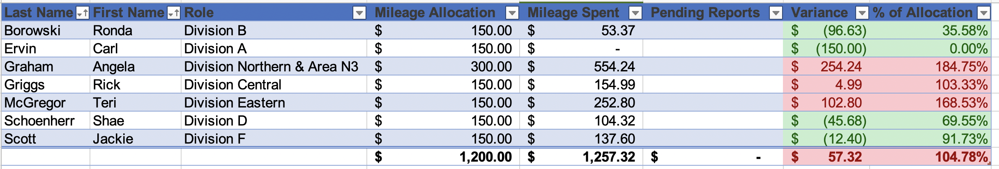 Last Name First Name Role Mileage Allocation Mileage Spent Pending Reports Variance % of Allocation
Borowski Ronda Division B $ 150.00 $ 53.37 $ (96.63) 35.58%
Ervin Carl Division A $ 150.00 $ - $ (150.00) 0.00%
Graham Angela Division Northern & Area N3 $ 300.00 $ 554.24 $ 254.24 184.75%
Griggs Rick Division Central $ 150.00 $ 154.99 $ 4.99 103.33%
McGregor Teri Division Eastern $ 150.00 $ 252.80 $ 102.80 168.53%
Schoenherr Shae Division D $ 150.00 $ 104.32 $ (45.68) 69.55%
Scott Jackie Division F $ 150.00 $ 137.60 $ (12.40) 91.73%
$ 1,200.00 $ 1,257.32 $ - $ 57.32 104.78%